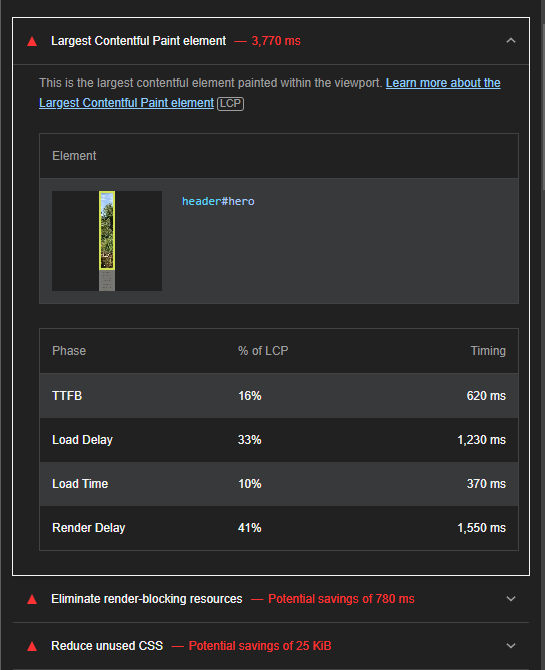 Largest Contentful Paint element — 3,770 ms
This is the largest contentful element painted within the viewport. Learn more about the
Largest Contentful Paint element LCP
Element
header#hero
Phase % of LCP Timing
TTFB 16% 620 ms
Load Delay 33% 1,230 ms
Load Time 10% 370 ms
Render Delay 41% 1,550 ms
Eliminate render-blocking resources — Potential savings of 780 ms
Reduce unused CSS — Potential savings of 25 KiB